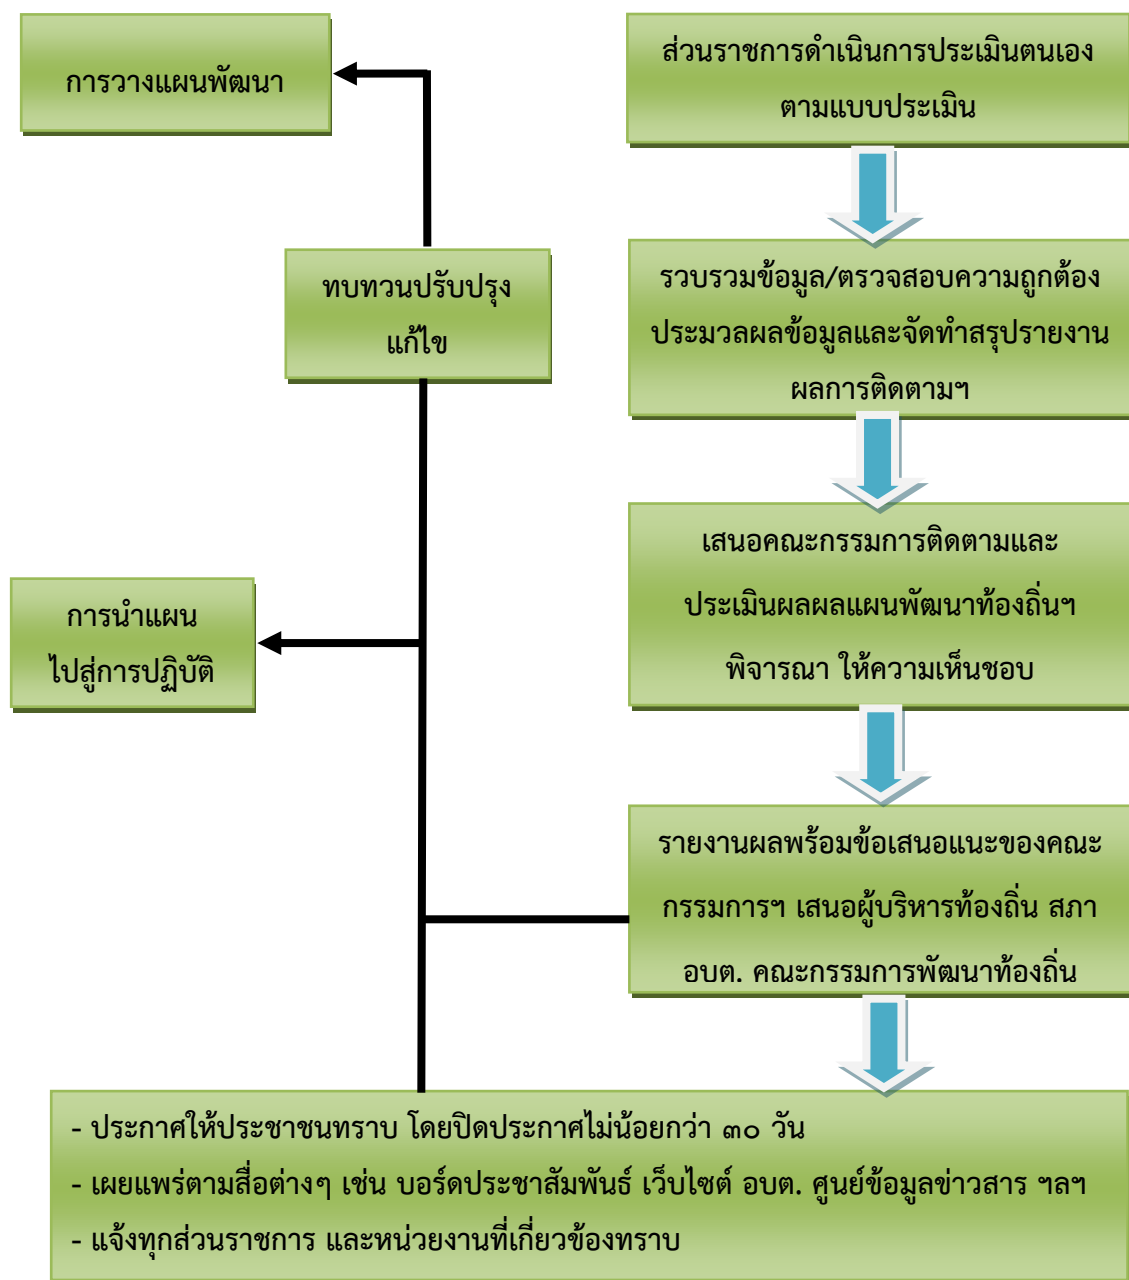 การวางแผนพัฒนา
ส่วนราชการดำเนินการประเมินตนเอง
ตามแบบประเมิน
ทบทวนปรับปรุง
แก้ไข
รวบรวมข้อมูล/ตรวจสอบความถูกต้อง
ประมวลผลข้อมูลและจัดทำสรุปรายงาน
ผลการติดตามฯ
เสนอคณะกรรมการติดตามและ
ประเมินผลผลแผนพัฒนาท้องถิ่นฯ
พิจารณา ให้ความเห็นชอบ
การนำแผน
ไปสู่การปฏิบัติ
รายงานผลพร้อมข้อเสนอแนะของคณะ
กรรมการฯ เสนอผู้บริหารท้องถิ่น สภา
อบต. คณะกรรมการพัฒนาท้องถิ่น
- ประกาศให้ประชาชนทราบ โดยปิดประกาศไม่น้อยกว่า ๓๐ วัน
- เผยแพร่ตามสื่อต่างๆ เช่น บอร์ดประชาสัมพันธ์ เว็บไซต์ อบต. ศูนย์ข้อมูลข่าวสาร ฯลฯ
- แจ้งทุกส่วนราชการ และหน่วยงานที่เกี่ยวข้องทราบ